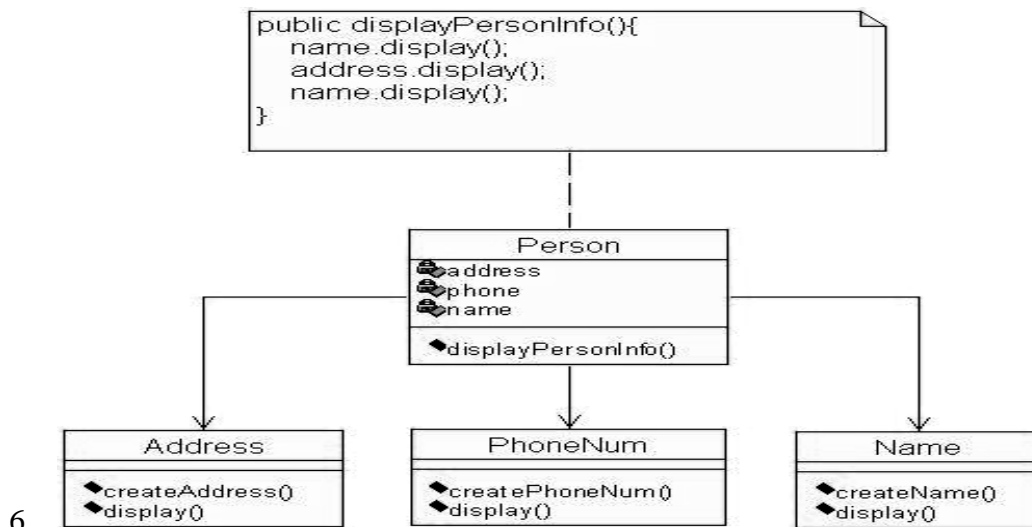 public displayPersonInfo(){
name.display();
address.display();
name.display();
}
Person
address
phone
name
displayPersonInfo()
Address
createAddress()
display()
PhoneNum
createPhoneNum()
display()
Name
createName()
display()
6